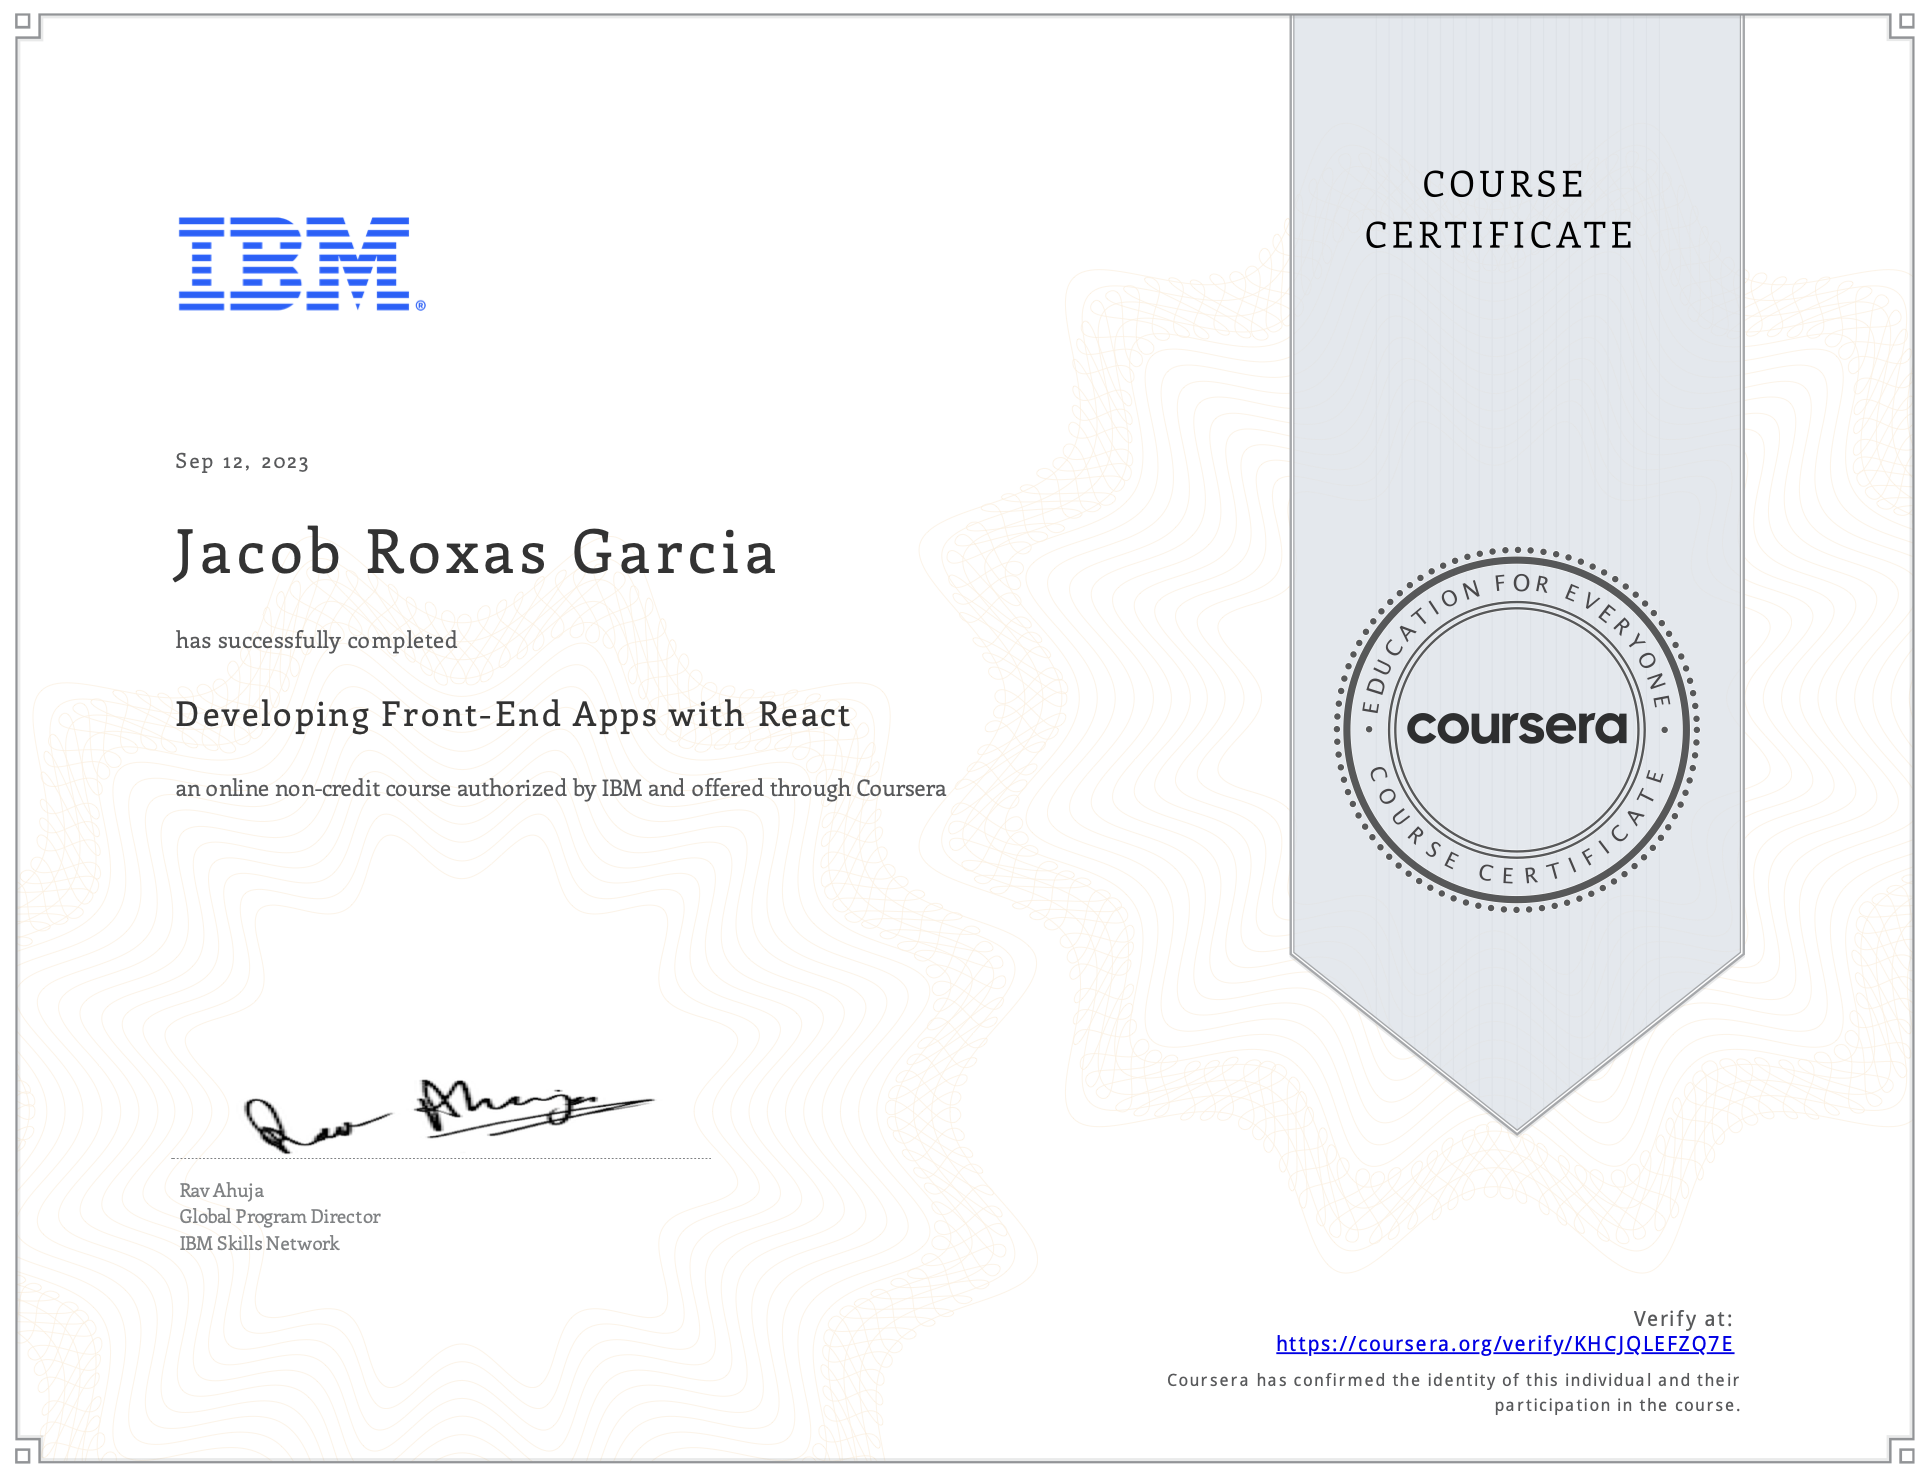 COURSE
CERTIFICATE
IBM®
Sep 12, 2023
Jacob Roxas Garcia
has successfully completed
Developing Front-End Apps with React
an online non-credit course authorized by IBM and offered through Coursera
EDUCATION FOR EVERYONE
coursera
COURSE CERTIFICATE
Rav Ahuja
Rav Ahuja
Global Program Director
IBM Skills Network
Verify at:
https://coursera.org/verify/KHCJQLEFZQ7E
Coursera has confirmed the identity of this individual and their
participation in the course.